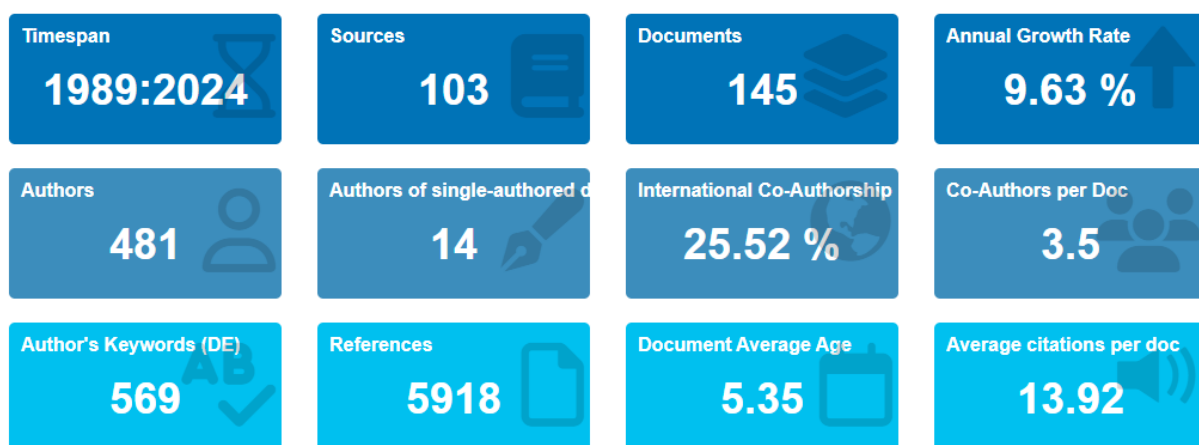 Timespan
1989:2024
Sources
103
Documents
145
Annual Growth Rate
9.63 %
Authors
481
Authors of single-authored d
14
International Co-Authorship
25.52 %
Co-Authors per Doc
3.5
Author's Keywords (DE)
569
References
5918
Document Average Age
5.35
Average citations per doc
13.92
AB